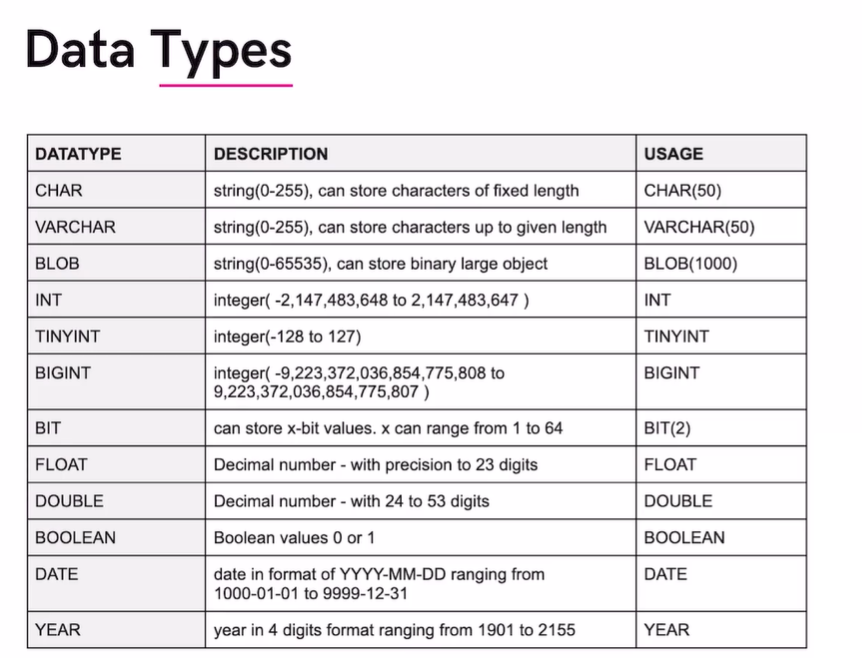 Data Types
DATATYPE DESCRIPTION USAGE
CHAR string(0-255), can store characters of fixed length CHAR(50)
VARCHAR string(0-255), can store characters up to given length VARCHAR(50)
BLOB string(0-65535), can store binary large object BLOB(1000)
INT integer( -2,147,483,648 to 2,147,483,647 ) INT
TINYINT integer(-128 to 127) TINYINT
BIGINT integer( -9,223,372,036,854,775,808 to BIGINT
9,223,372,036,854,775,807 )
BIT can store x-bit values. x can range from 1 to 64 BIT(2)
FLOAT Decimal number - with precision to 23 digits FLOAT
DOUBLE Decimal number - with 24 to 53 digits DOUBLE
BOOLEAN Boolean values 0 or 1 BOOLEAN
DATE date in format of YYYY-MM-DD ranging from DATE
1000-01-01 to 9999-12-31
YEAR year in 4 digits format ranging from 1901 to 2155 YEAR